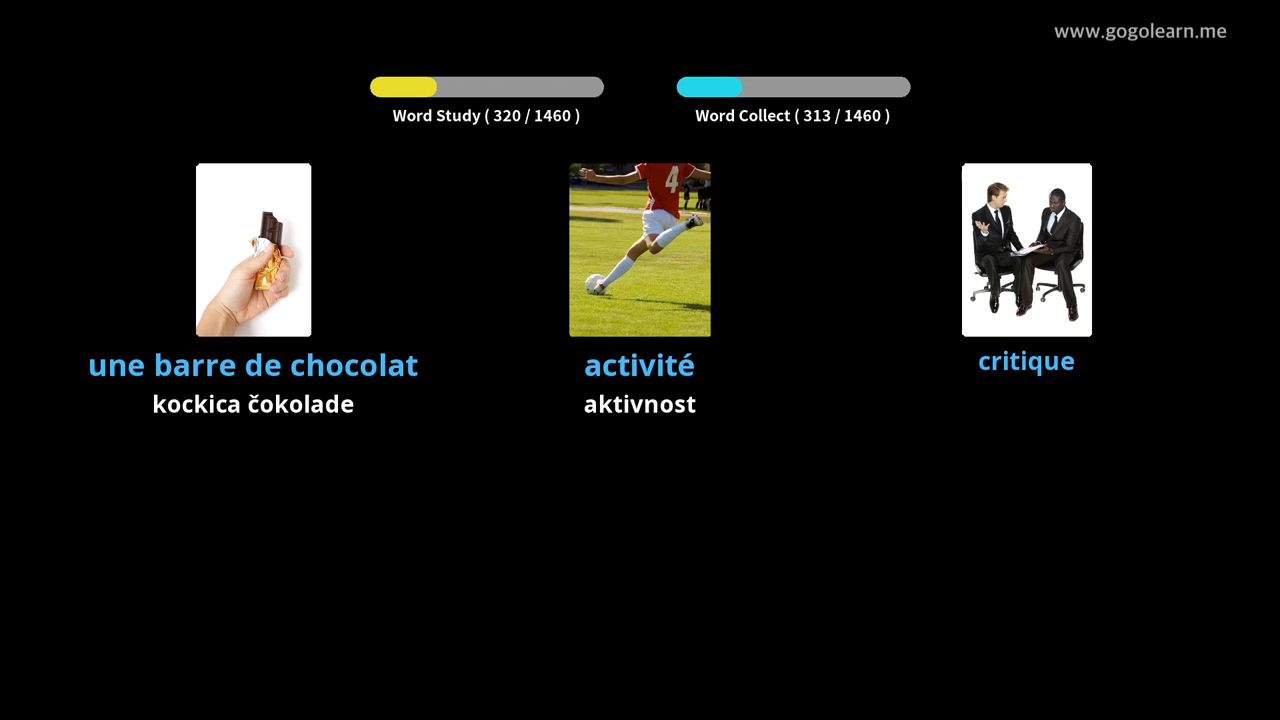 www.gogolearn.me
Word Study ( 320 / 1460 )
Word Collect ( 313 / 1460 )
4
une barre de chocolat
kockica čokolade
activité
aktivnost
critique